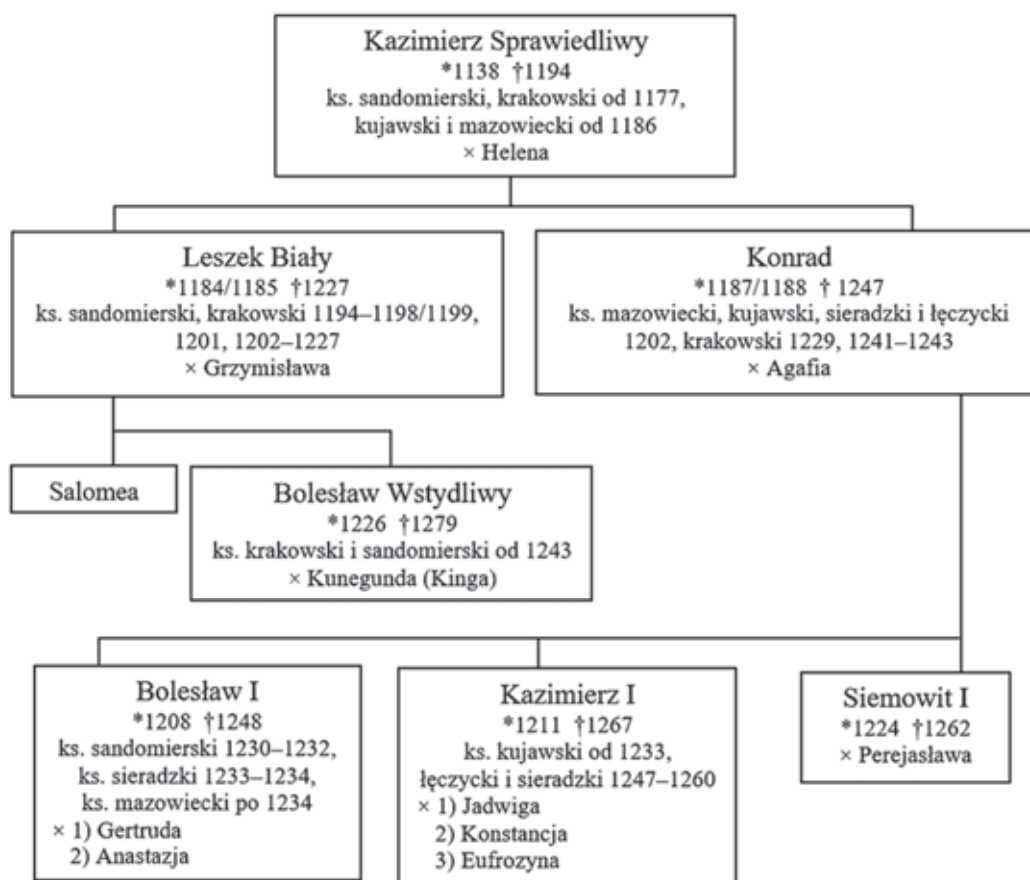 Kazimierz Sprawiedliwy
*1138 †1194
ks. sandomierski, krakowski od 1177,
kujawski i mazowiecki od 1186
× Helena
Leszek Biały
*1184/1185 †1227
ks. sandomierski, krakowski 1194–1198/1199,
1201, 1202–1227
× Grzymisława
Konrad
*1187/1188 † 1247
ks. mazowiecki, kujawski, sieradzki i łęczycki
1202, krakowski 1229, 1241–1243
× Agafia
Salomea
Bolesław Wstydliwy
*1226 †1279
ks. krakowski i sandomierski od 1243
× Kunegunda (Kinga)
Bolesław I
*1208 †1248
ks. sandomierski 1230–1232,
ks. sieradzki 1233–1234,
ks. mazowiecki po 1234
× 1) Gertruda
2) Anastazja
Kazimierz I
*1211 †1267
ks. kujawski od 1233,
łęczycki i sieradzki 1247–1260
× 1) Jadwiga
2) Konstancja
3) Eufrozyna
Siemowit I
*1224 †1262
× Perejasława